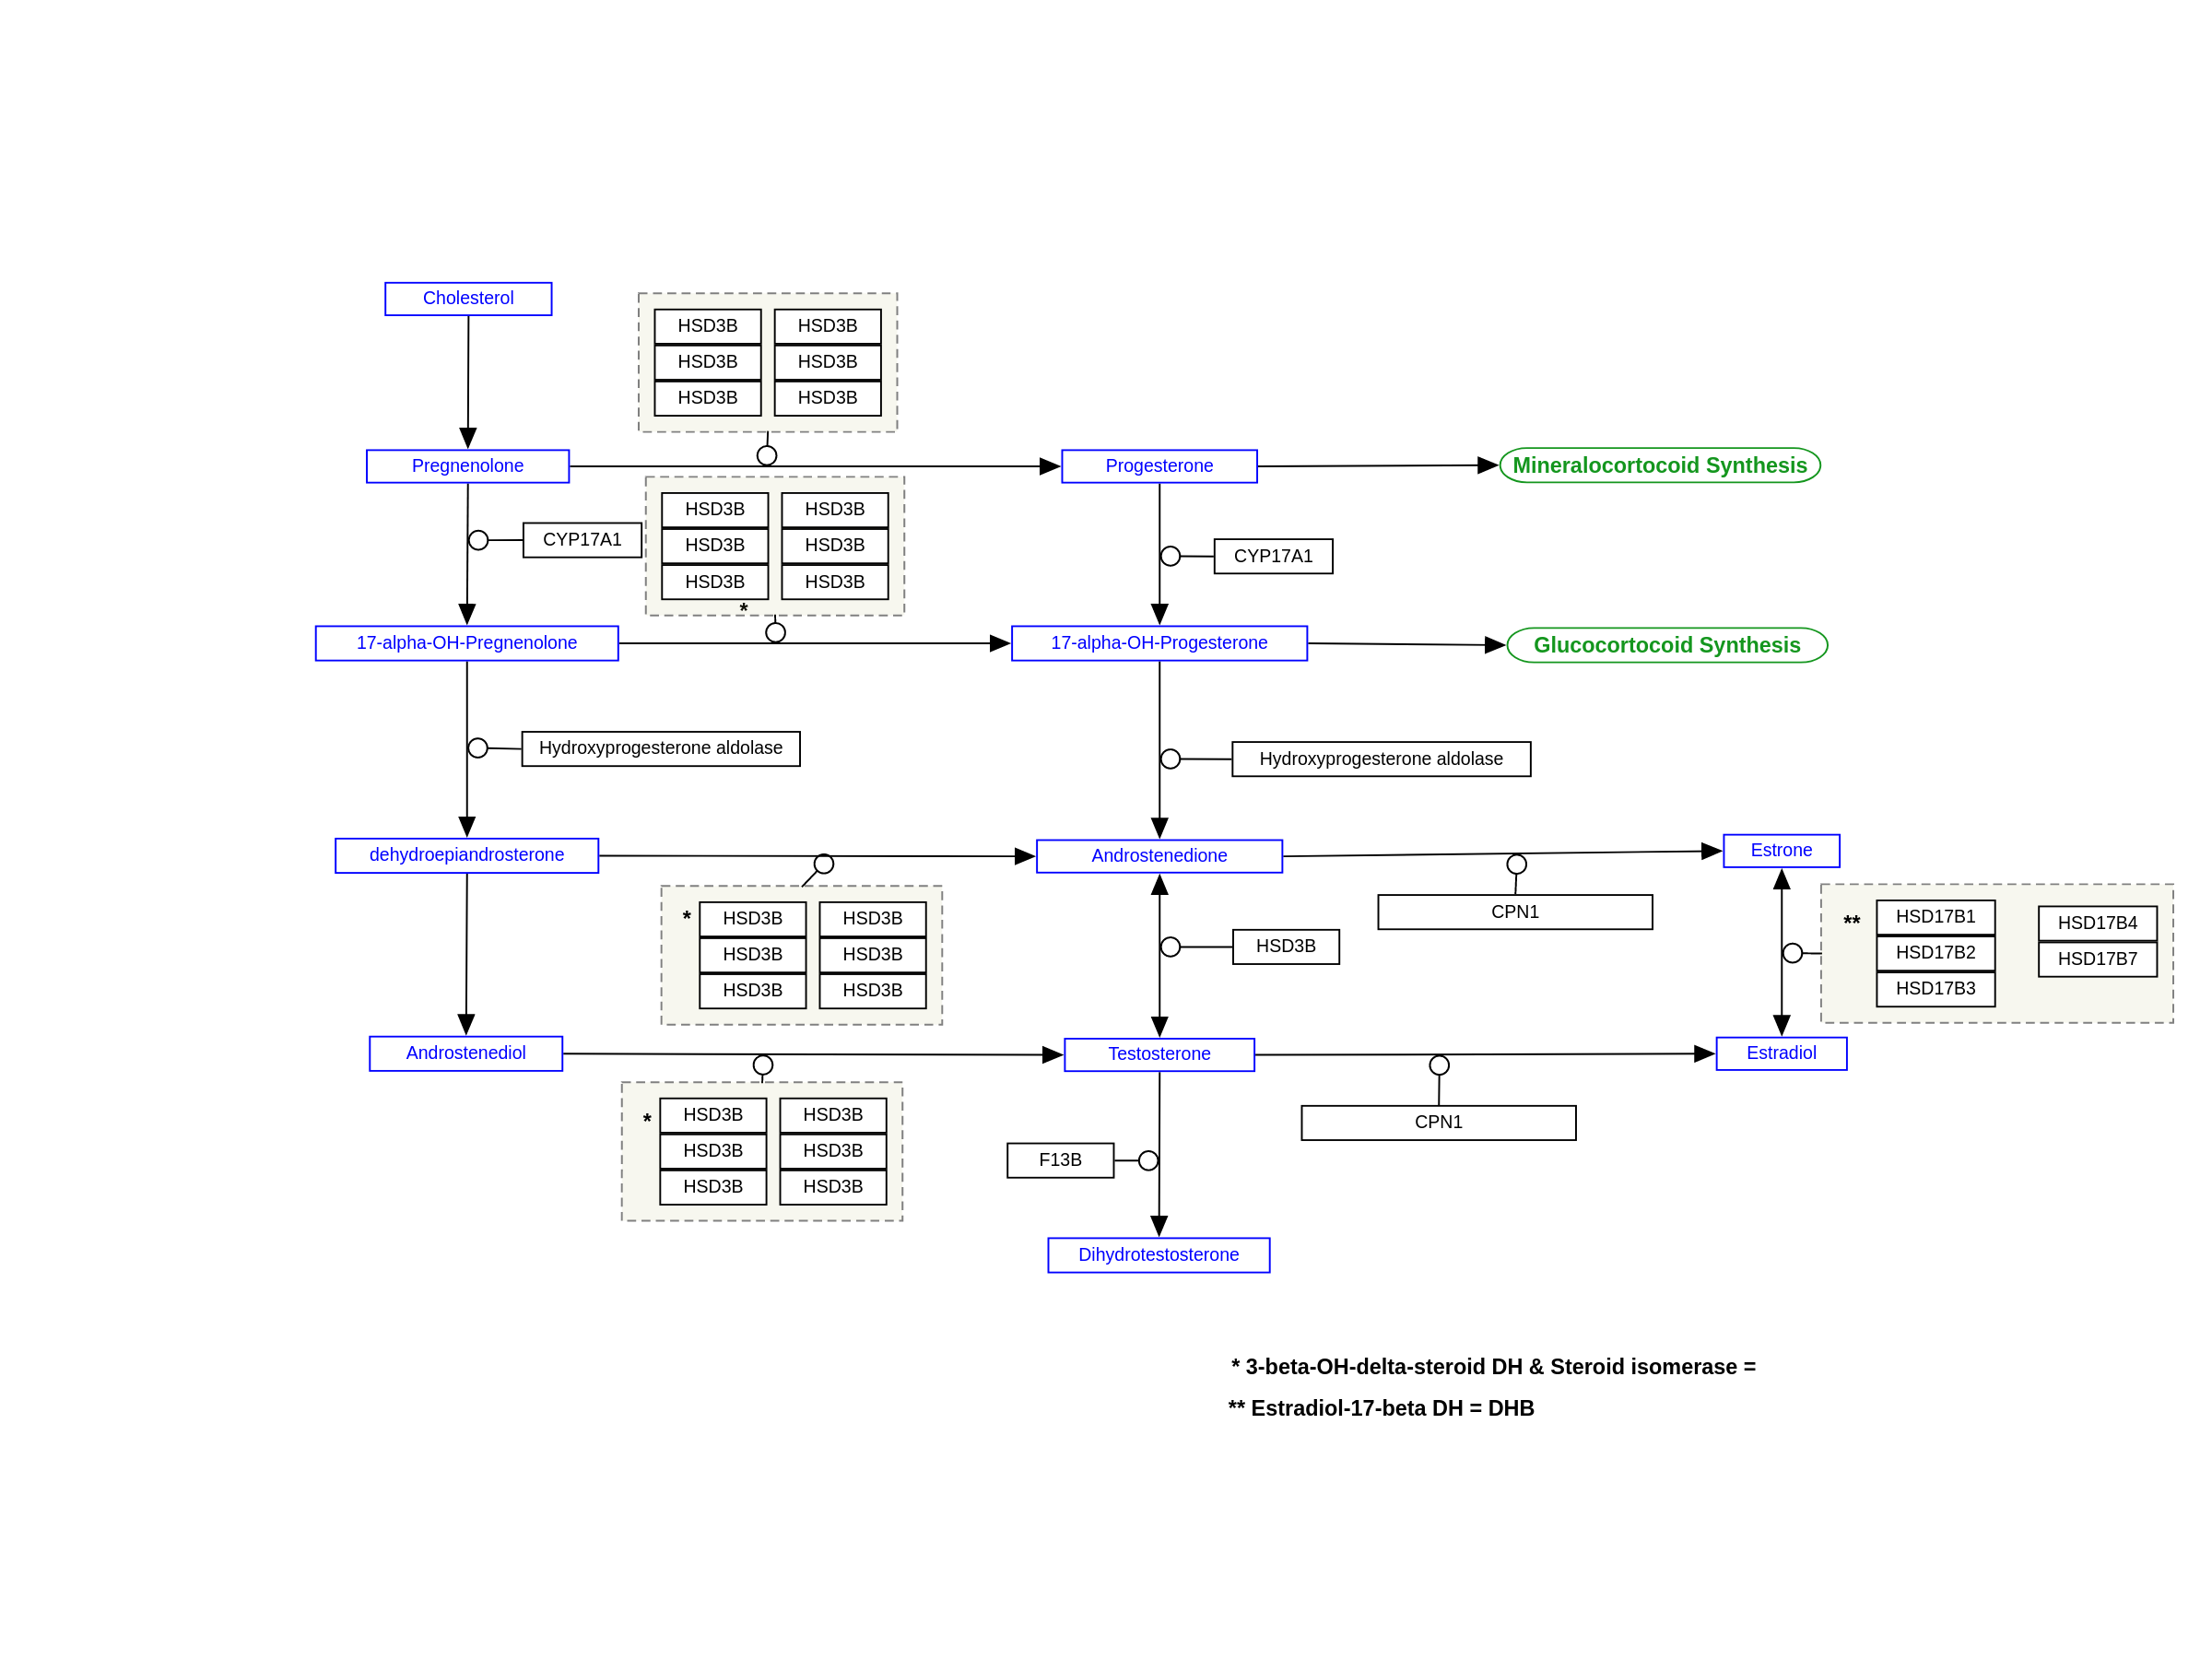 Cholesterol
HSD3B HSD3B
HSD3B HSD3B
HSD3B HSD3B
Pregnenolone
Progesterone
Mineralocortocoid Synthesis
CYP17A1
HSD3B HSD3B
HSD3B HSD3B
HSD3B HSD3B
*
CYP17A1
17-alpha-OH-Pregnenolone
17-alpha-OH-Progesterone
Glucocortocoid Synthesis
Hydroxyprogesterone aldolase
Hydroxyprogesterone aldolase
dehydroepiandrosterone
Androstenedione
Estrone
* HSD3B HSD3B
HSD3B HSD3B
HSD3B HSD3B
HSD3B
CPN1
** HSD17B1 HSD17B4
HSD17B2 HSD17B7
HSD17B3
Androstenediol
Testosterone
Estradiol
* HSD3B HSD3B
HSD3B HSD3B
HSD3B HSD3B
F13B
CPN1
Dihydrotestosterone
* 3-beta-OH-delta-steroid DH & Steroid isomerase =
** Estradiol-17-beta DH = DHB